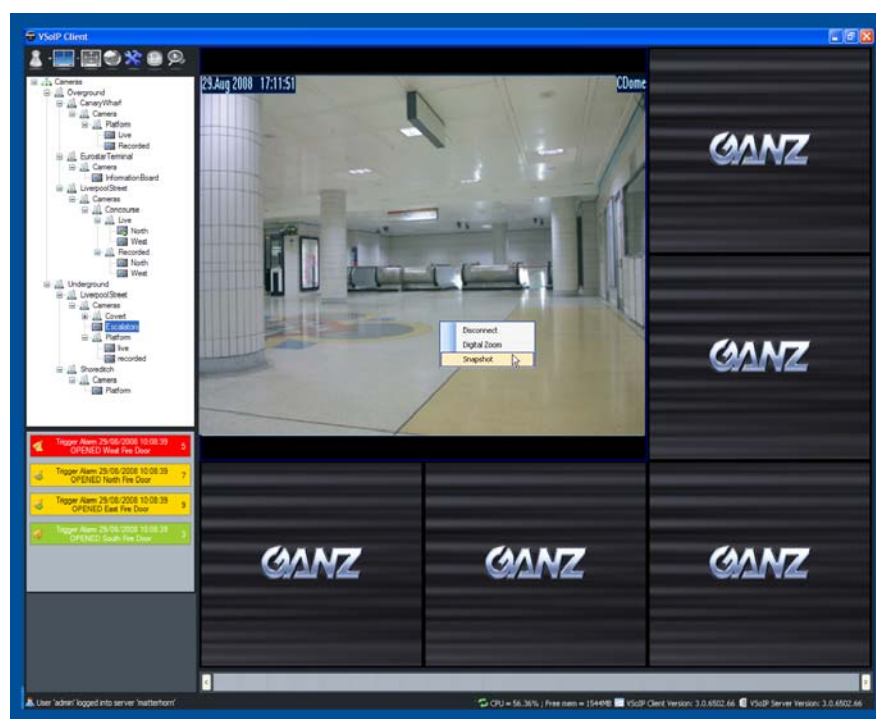 VSoIP Client
Cameras
Overground
CanaryWharf
Camera
Platform
Live
Recorded
EurostarTerminal
Camera
InformationBoard
LiverpoolStreet
Cameras
Concourse
Live
North
West
Recorded
North
West
Underground
LiverpoolStreet
Cameras
Covert
Escalators
Platform
live
recorded
Shoreditch
Camera
Platform
Trigger Alarm 29/08/2008 10:08:39 5
OPENED West Fire Door
Trigger Alarm 29/08/2008 10:08:39 7
OPENED North Fire Door
Trigger Alarm 29/08/2008 10:08:39 9
OPENED East Fire Door
Trigger Alarm 29/08/2008 10:08:39 3
OPENED South Fire Door
29.Aug 2008 17:11:51 CDome
Disconnect
Digital Zoom
Snapshot
GANZ
GANZ
GANZ
GANZ
GANZ
User 'admin' logged into server 'matterhorn'
CPU = 56.36% ; Free mem = 1544MB VSoIP Client Version: 3.0.6502.66 VSoIP Server Version: 3.0.6502.66